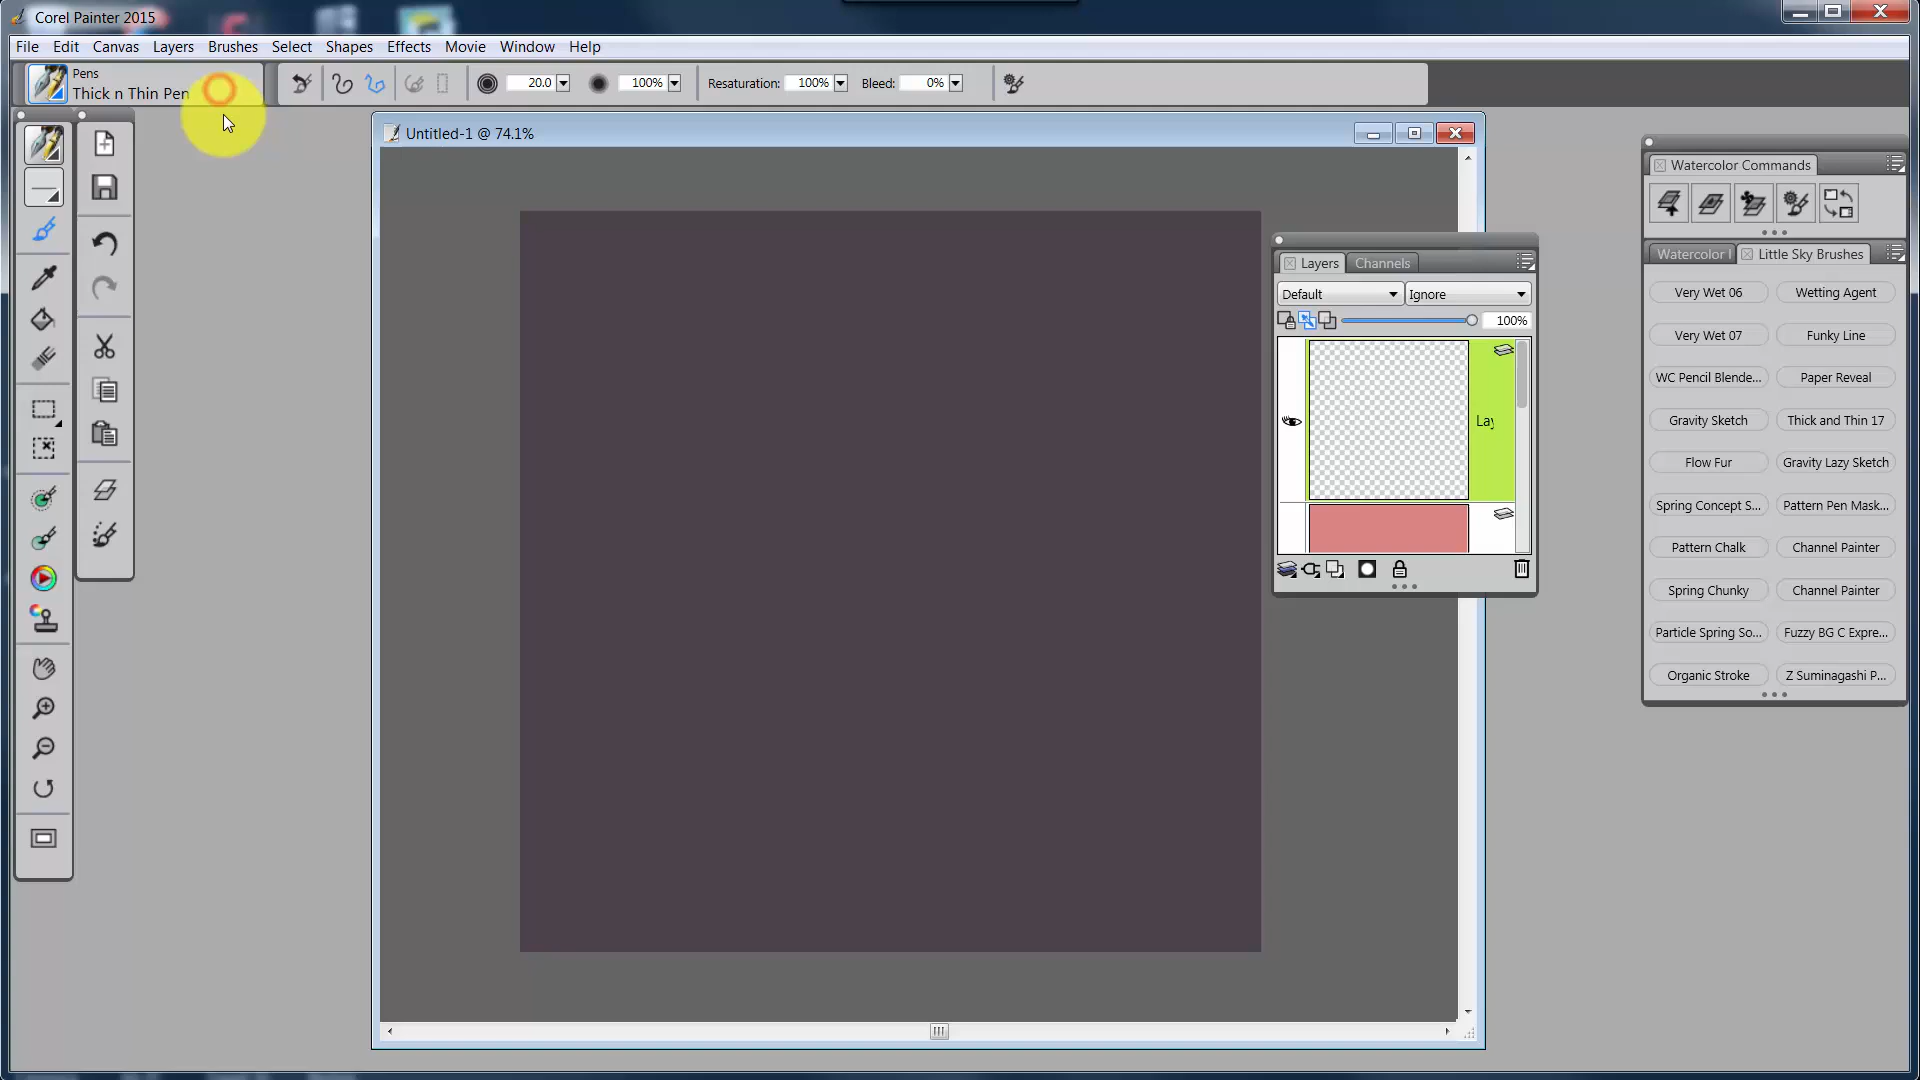 Corel Painter 2015
File Edit Canvas Layers Brushes Select Shapes Effects Movie Window Help
Pens
Thick n Thin Pen
20.0 100% Resaturation: 100% Bleed: 0%
Untitled-1 @ 74.1%
Watercolor Commands
Watercolor Little Sky Brushes
Layers Channels
Default Ignore
100%
Lay
Very Wet 06 Wetting Agent
Very Wet 07 Funky Line
WC Pencil Blende... Paper Reveal
Gravity Sketch Thick and Thin 17
Flow Fur Gravity Lazy Sketch
Spring Concept S... Pattern Pen Mask...
Pattern Chalk Channel Painter
Spring Chunky Channel Painter
Particle Spring So... Fuzzy BG C Expre...
Organic Stroke Z Suminagashi P...